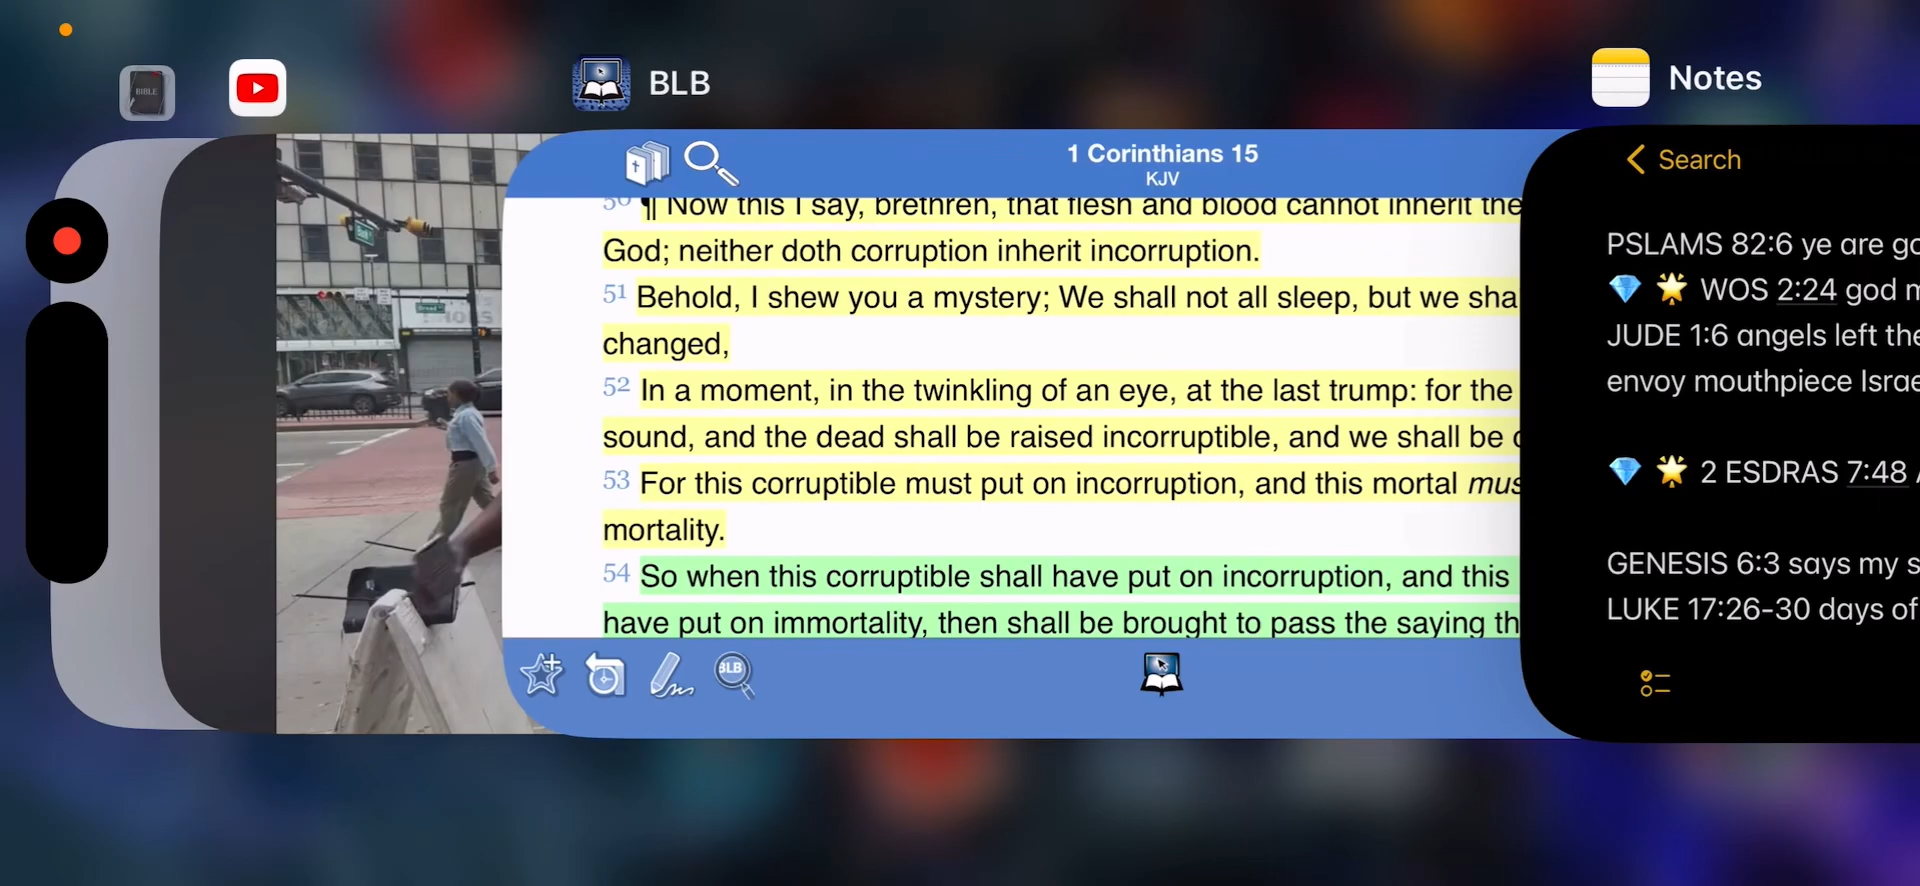 BIBLE
BLB
Notes
1 Corinthians 15
KJV
50 ¶ Now this I say, brethren, that flesh and blood cannot inherit the
God; neither doth corruption inherit incorruption.
51 Behold, I shew you a mystery; We shall not all sleep, but we sha
changed,
52 In a moment, in the twinkling of an eye, at the last trump: for the
sound, and the dead shall be raised incorruptible, and we shall be c
53 For this corruptible must put on incorruption, and this mortal mus
mortality.
54 So when this corruptible shall have put on incorruption, and this
have put on immortality, then shall be brought to pass the saying th
BLB
Search
PSLAMS 82:6 ye are go
💎 🌟 WOS 2:24 god m
JUDE 1:6 angels left the
envoy mouthpiece Israe
💎 🌟 2 ESDRAS 7:48 A
GENESIS 6:3 says my s
LUKE 17:26-30 days of